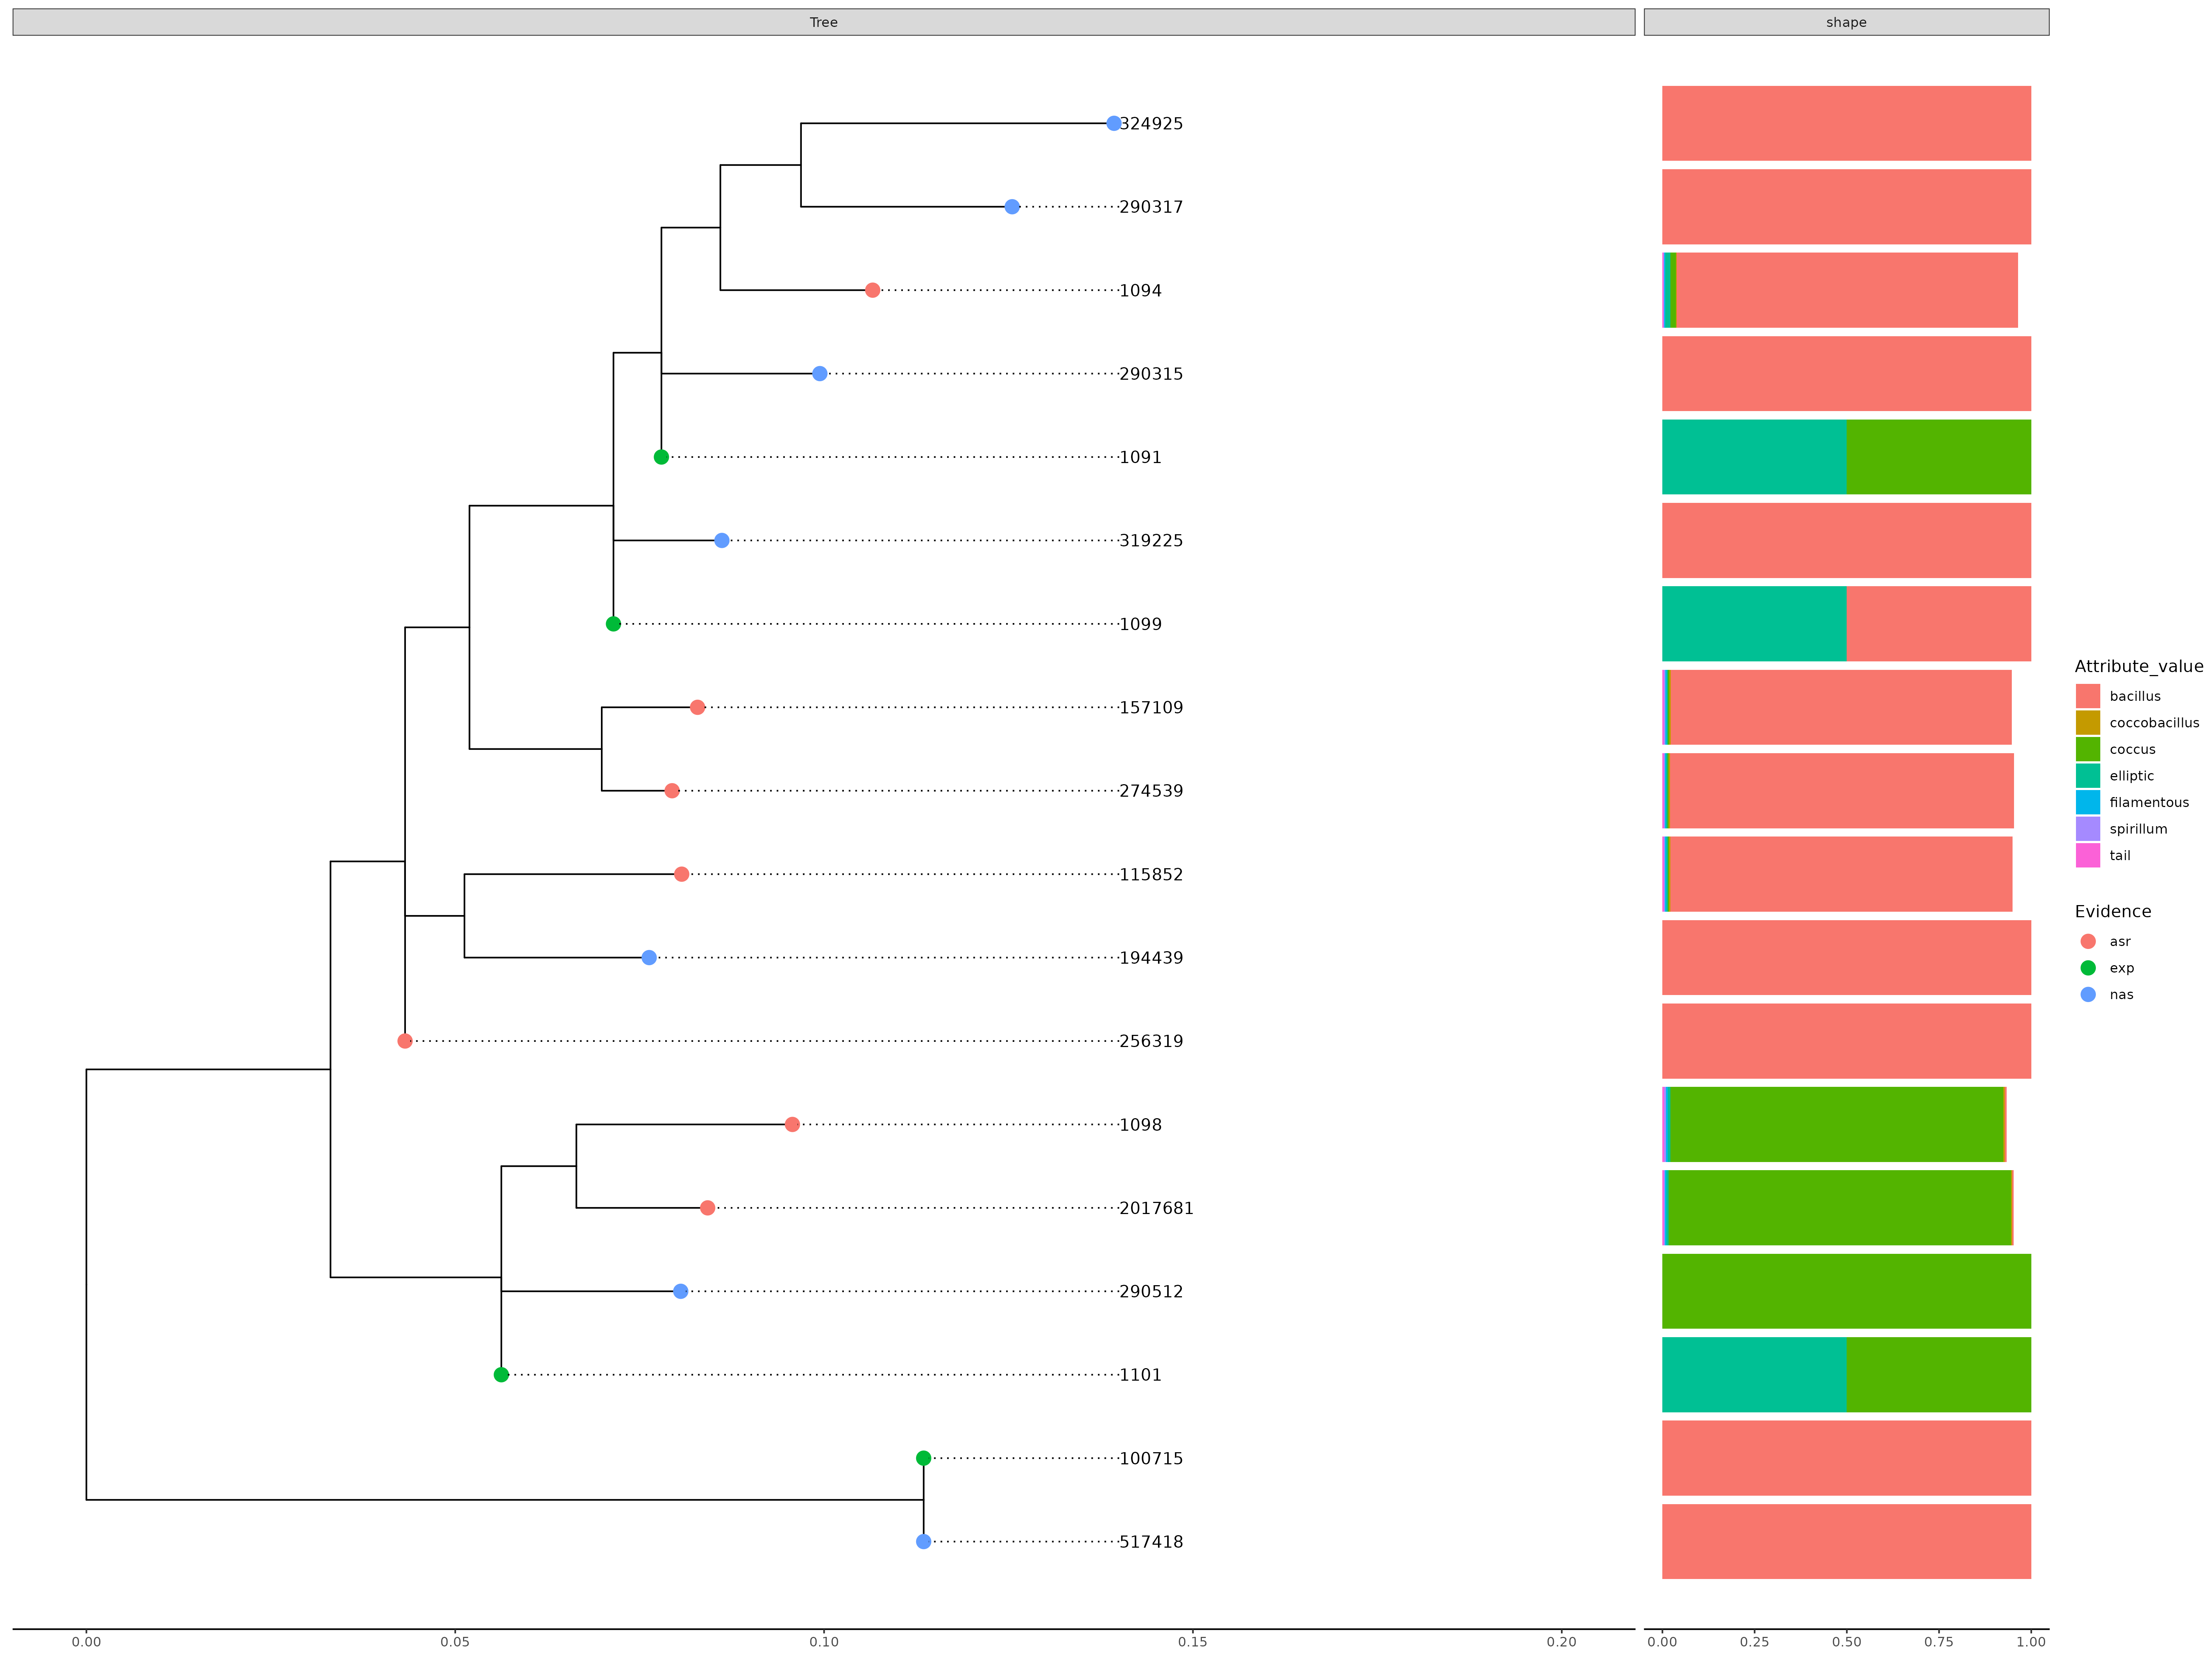 Tree
shape
324925
290317
1094
290315
1091
319225
1099
157109
274539
115852
194439
256319
1098
2017681
290512
1101
100715
517418
Attribute_value
bacillus
coccobacillus
coccus
elliptic
filamentous
spirillum
tail
Evidence
asr
exp
nas
0.00 0.05 0.10 0.15 0.20
0.00 0.25 0.50 0.75 1.00